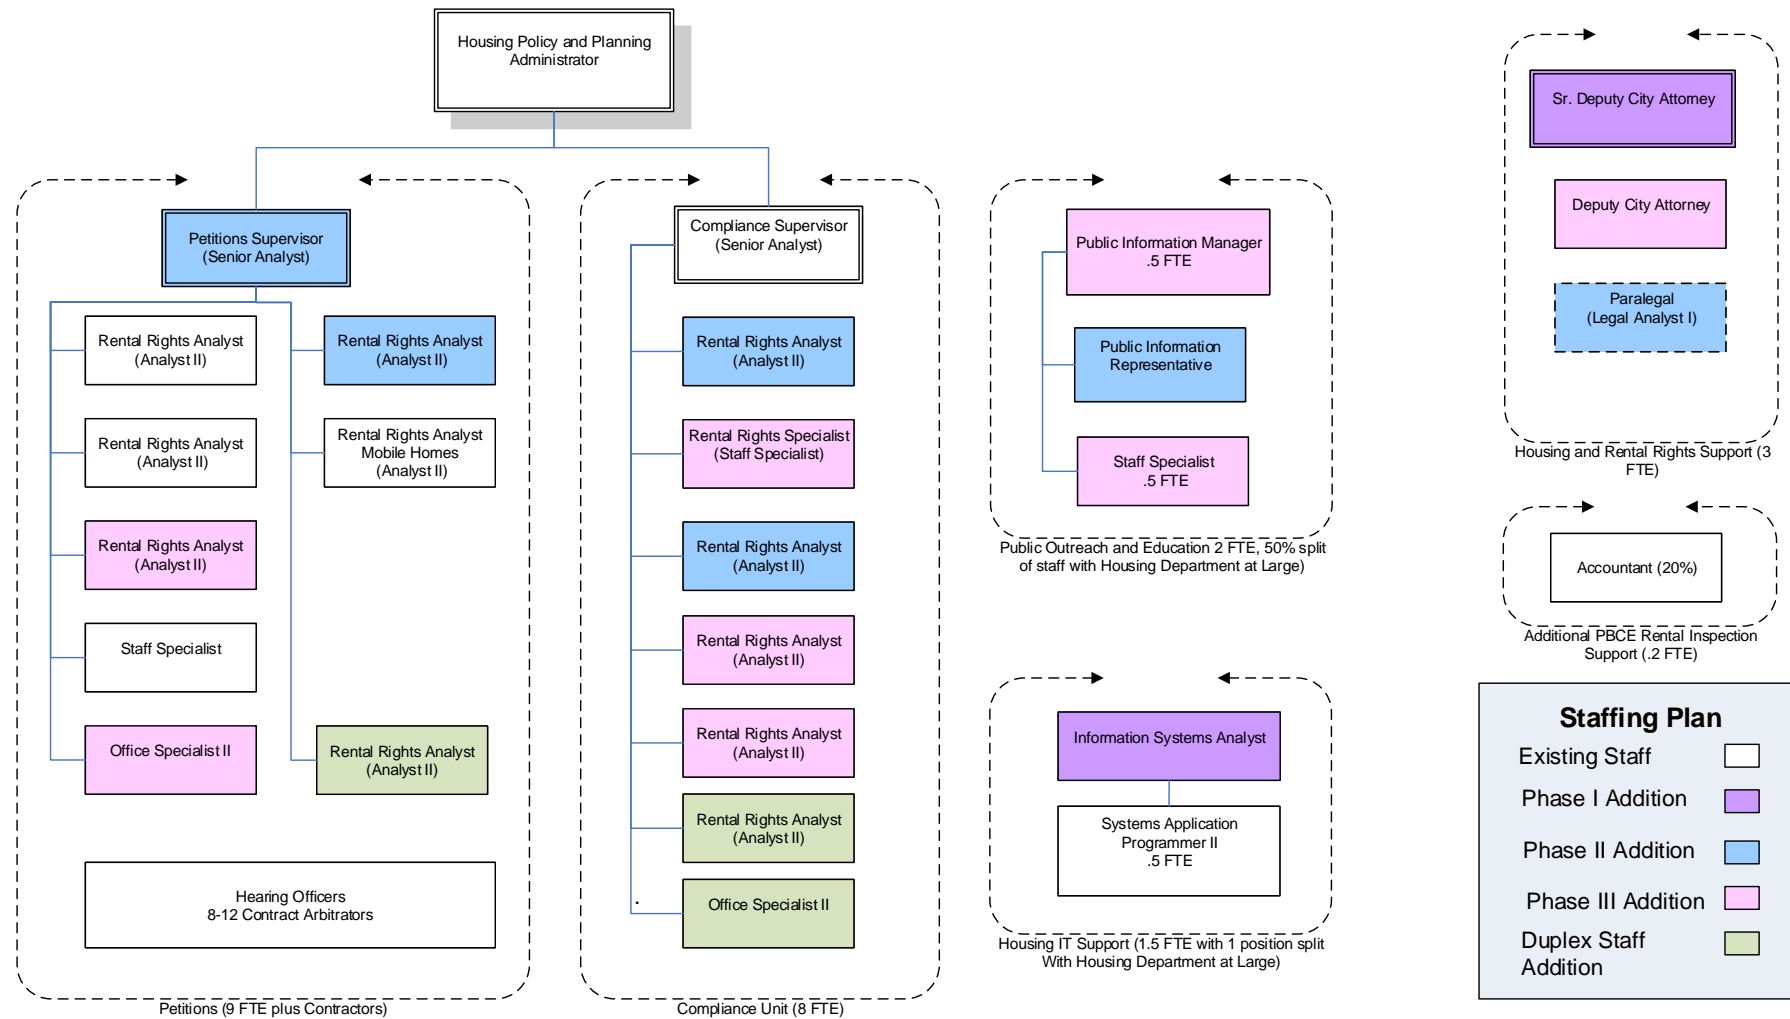 Housing Policy and Planning
Administrator
Petitions Supervisor
(Senior Analyst)
Rental Rights Analyst
(Analyst II)
Rental Rights Analyst
(Analyst II)
Rental Rights Analyst
(Analyst II)
Rental Rights Analyst
Mobile Homes
(Analyst II)
Rental Rights Analyst
(Analyst II)
Staff Specialist
Office Specialist II
Rental Rights Analyst
(Analyst II)
Hearing Officers
8-12 Contract Arbitrators
Petitions (9 FTE plus Contractors)
Compliance Supervisor
(Senior Analyst)
Rental Rights Analyst
(Analyst II)
Rental Rights Specialist
(Staff Specialist)
Rental Rights Analyst
(Analyst II)
Rental Rights Analyst
(Analyst II)
Rental Rights Analyst
(Analyst II)
Rental Rights Analyst
(Analyst II)
Office Specialist II
Compliance Unit (8 FTE)
Public Information Manager
.5 FTE
Public Information
Representative
Staff Specialist
.5 FTE
Public Outreach and Education 2 FTE, 50% split
of staff with Housing Department at Large)
Information Systems Analyst
Systems Application
Programmer II
.5 FTE
Housing IT Support (1.5 FTE with 1 position split
With Housing Department at Large)
Sr. Deputy City Attorney
Deputy City Attorney
Paralegal
(Legal Analyst I)
Housing and Rental Rights Support (3
FTE)
Accountant (20%)
Additional PBCE Rental Inspection
Support (.2 FTE)
Staffing Plan
Existing Staff
Phase I Addition
Phase II Addition
Phase III Addition
Duplex Staff
Addition